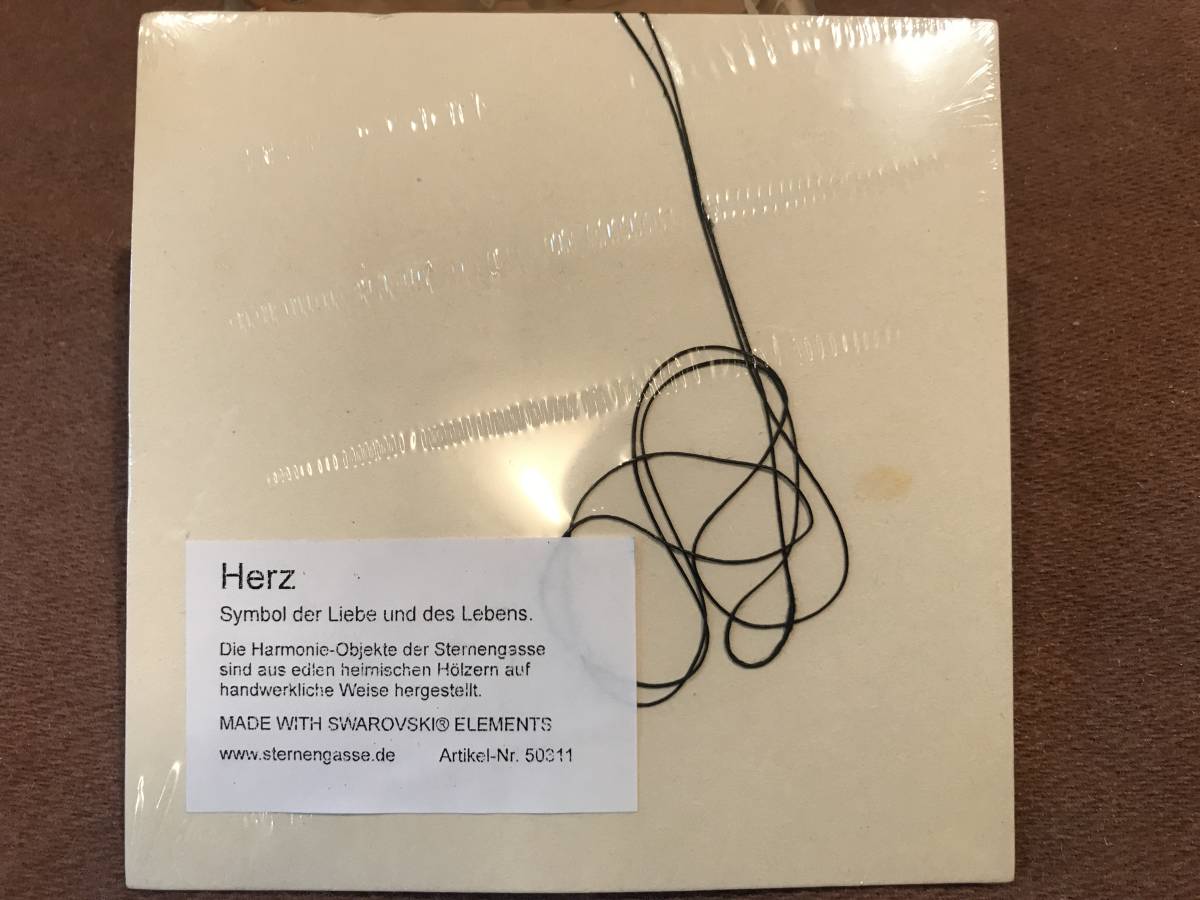 Herz
Symbol der Liebe und des Lebens.
Die Harmonie-Objekte der Sternengasse
sind aus edlen heimischen Hölzern auf
handwerkliche Weise hergestellt.
MADE WITH SWAROVSKI® ELEMENTS
www.sternengasse.de Artikel-Nr. 50311